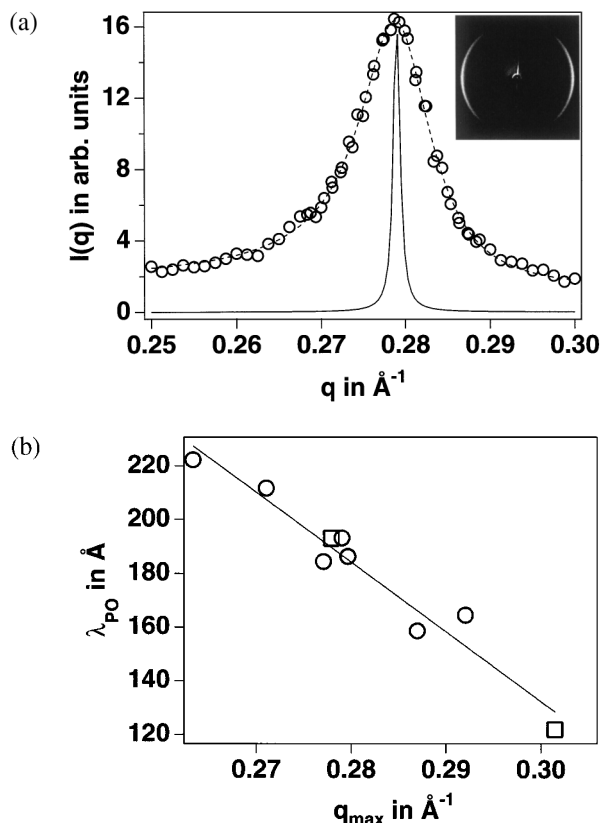 (a)
I(q) in arb. units
16
12
8
4
0
0.25 0.26 0.27 0.28 0.29 0.30
q in Å-1
(b)
λPO in Å
220
200
180
160
140
120
0.27 0.28 0.29 0.30
qmax in Å-1